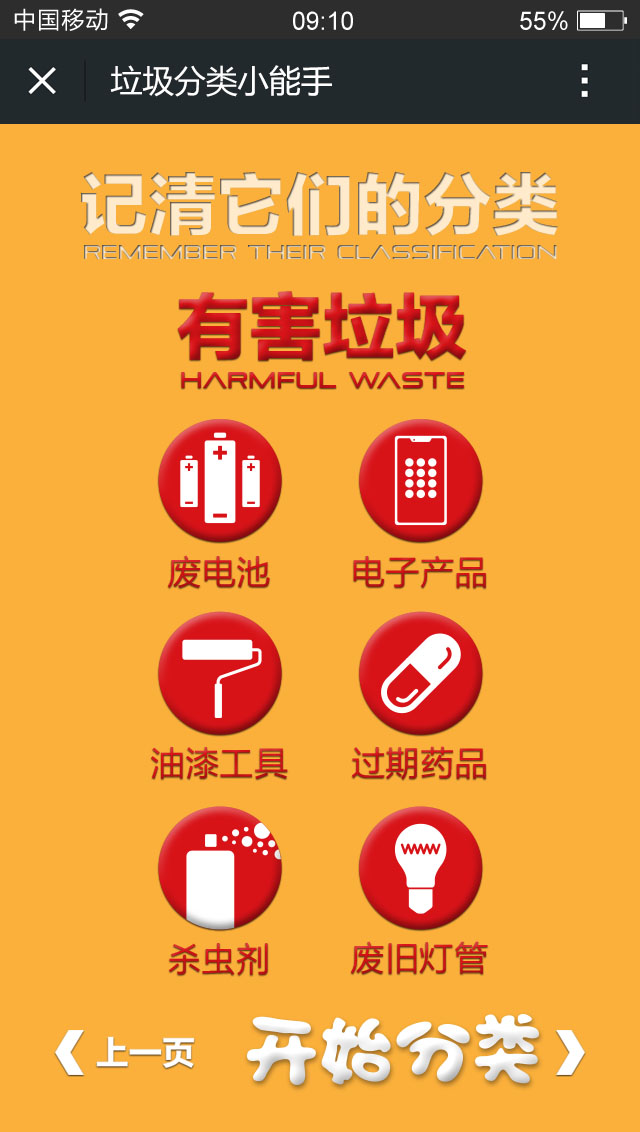 中国移动 09:10 55%
垃圾分类小能手
记清它们的分类
REMEMBER THEIR CLASSIFICATION
有害垃圾
HARMFUL WASTE
废电池 电子产品
油漆工具 过期药品
杀虫剂 废旧灯管
上一页 开始分类